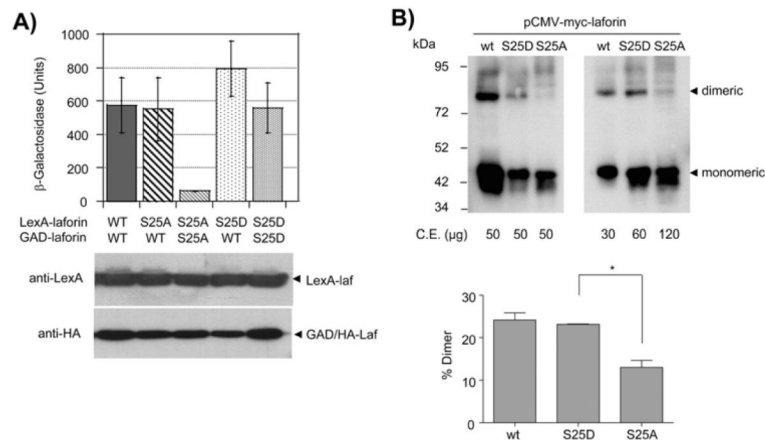 A)
1000
800
600
400
200
0
β-Galactosidase (Units)
LexA-laforin WT S25A S25A S25D S25D
GAD-laforin WT WT S25A WT S25D
anti-LexA LexA-laf
anti-HA GAD/HA-Laf
B)
pCMV-myc-laforin
kDa wt S25D S25A wt S25D S25A
95
72
52
42
34
dimeric
monomeric
C.E. (μg) 50 50 50 30 60 120
*
30
20
10
0
% Dimer
wt S25D S25A